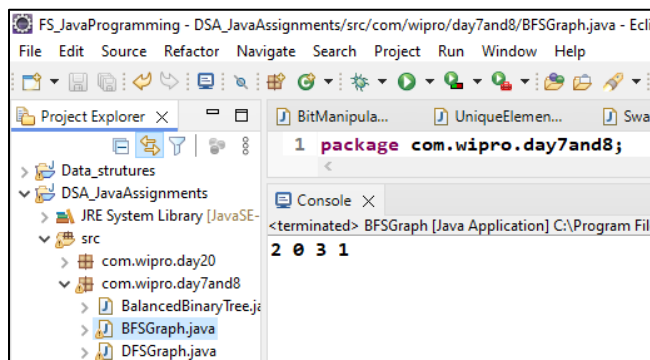 FS_JavaProgramming - DSA_JavaAssignments/src/com/wipro/day7and8/BFSGraph.java - Ecli
File Edit Source Refactor Navigate Search Project Run Window Help
Project Explorer
BitManipula...
UniqueElemen...
Swa
1 package com.wipro.day7and8;
Data_strutures
DSA_JavaAssignments
JRE System Library [JavaSE-
src
com.wipro.day20
com.wipro.day7and8
BalancedBinaryTree.ja
BFSGraph.java
DFSGraph.java
Console
<terminated> BFSGraph [Java Application] C:\Program Fil
2 0 3 1